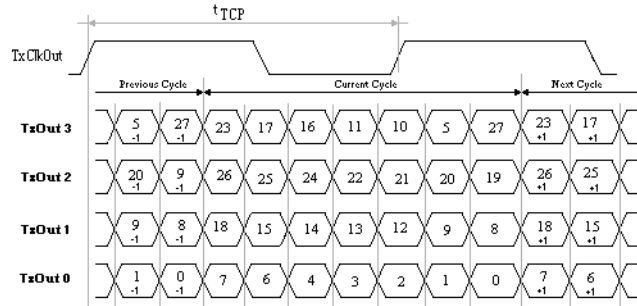 t TCP
TxClkOut
Previous Cycle Current Cycle Next Cycle
TxOut 3 5 -1 27 -1 23 17 16 11 10 5 27 23 +1 17 +1
TxOut 2 20 -1 9 -1 26 25 24 22 21 20 19 26 +1 25 +1
TxOut 1 9 -1 8 -1 18 15 14 13 12 9 8 18 +1 15 +1
TxOut 0 1 -1 0 -1 7 6 4 3 2 1 0 7 +1 6 +1